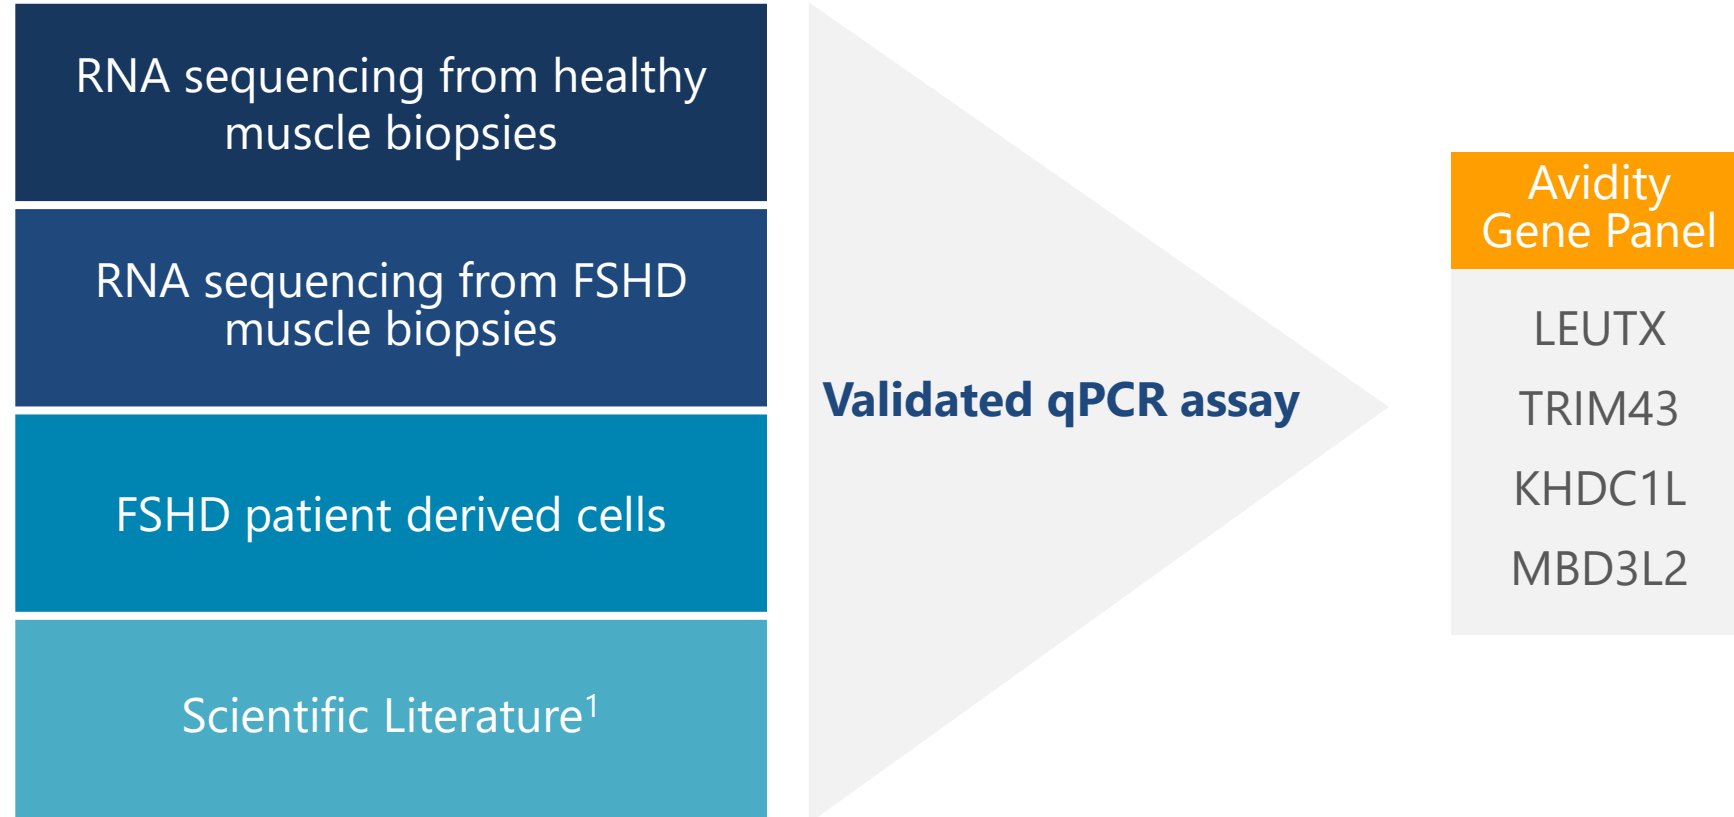 RNA sequencing from healthy
muscle biopsies
RNA sequencing from FSHD
muscle biopsies
FSHD patient derived cells
Scientific Literature¹
Validated qPCR assay
Avidity
Gene Panel
LEUTX
TRIM43
KHDC1L
MBD3L2